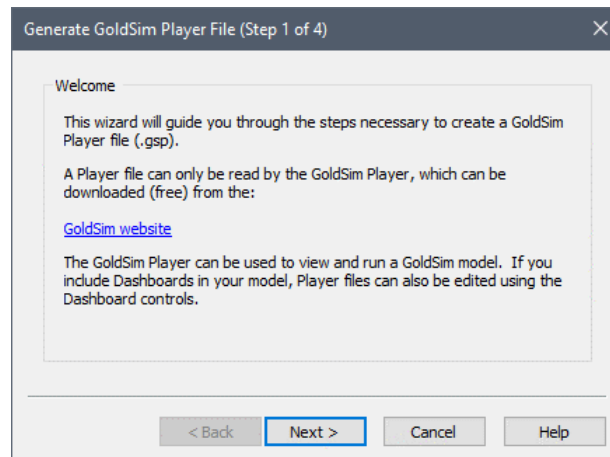 Generate GoldSim Player File (Step 1 of 4)
Welcome
This wizard will guide you through the steps necessary to create a GoldSim
Player file (.gsp).
A Player file can only be read by the GoldSim Player, which can be
downloaded (free) from the:
GoldSim website
The GoldSim Player can be used to view and run a GoldSim model.  If you
include Dashboards in your model, Player files can also be edited using the
Dashboard controls.
< Back
Next >
Cancel
Help